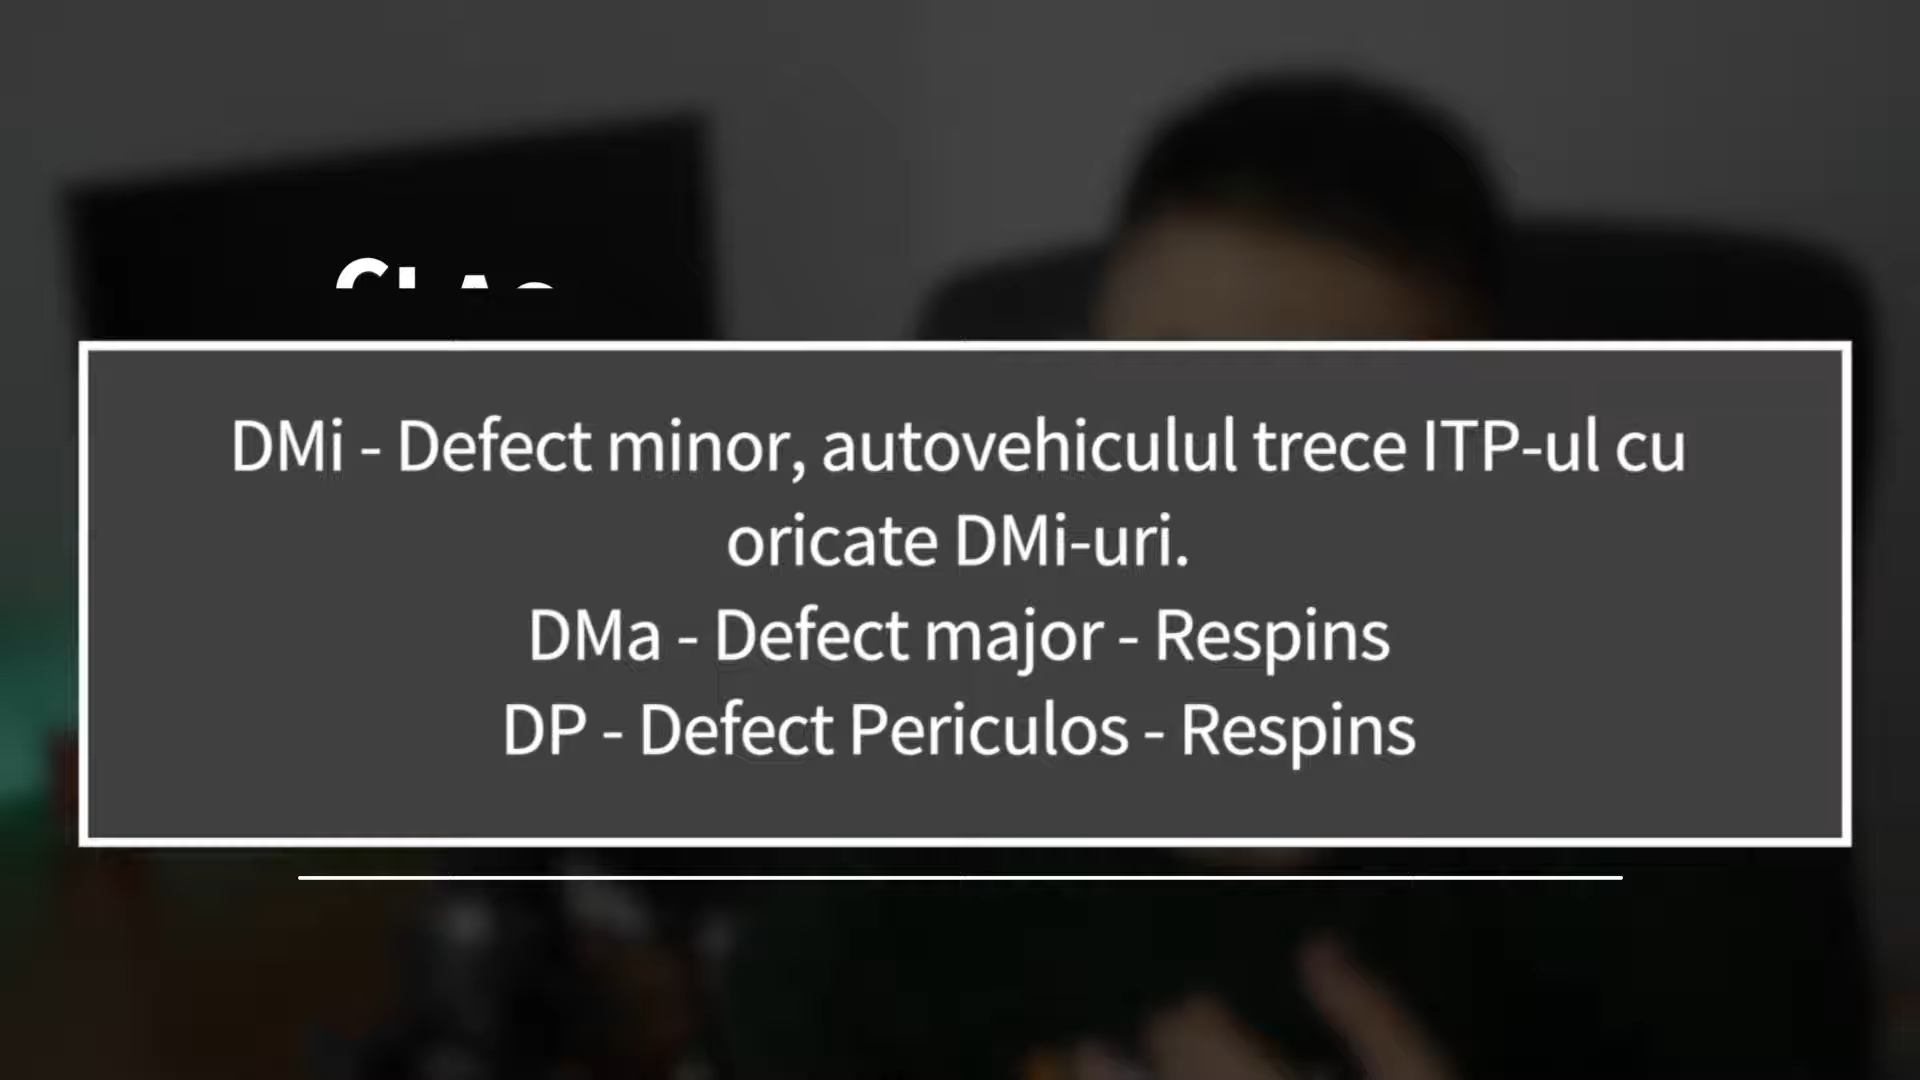 DMi - Defect minor, autovehiculul trece ITP-ul cu
oricate DMi-uri.
DMa - Defect major - Respins
DP - Defect Periculos - Respins